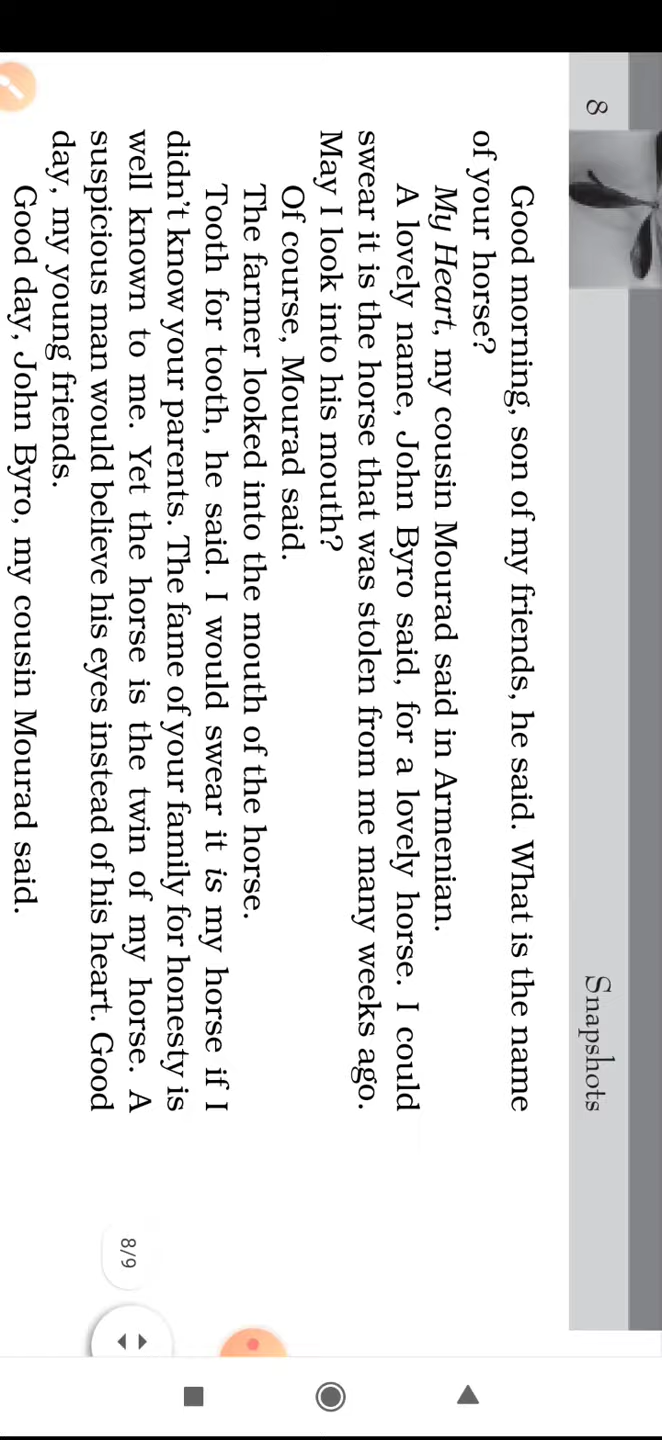 8
Snapshots
Good morning, son of my friends, he said. What is the name
of your horse?
My Heart, my cousin Mourad said in Armenian.
A lovely name, John Byro said, for a lovely horse. I could
swear it is the horse that was stolen from me many weeks ago.
May I look into his mouth?
Of course, Mourad said.
The farmer looked into the mouth of the horse.
Tooth for tooth, he said. I would swear it is my horse if I
didn't know your parents. The fame of your family for honesty is
well known to me. Yet the horse is the twin of my horse. A
suspicious man would believe his eyes instead of his heart. Good
day, my young friends.
Good day, John Byro, my cousin Mourad said.
8/9